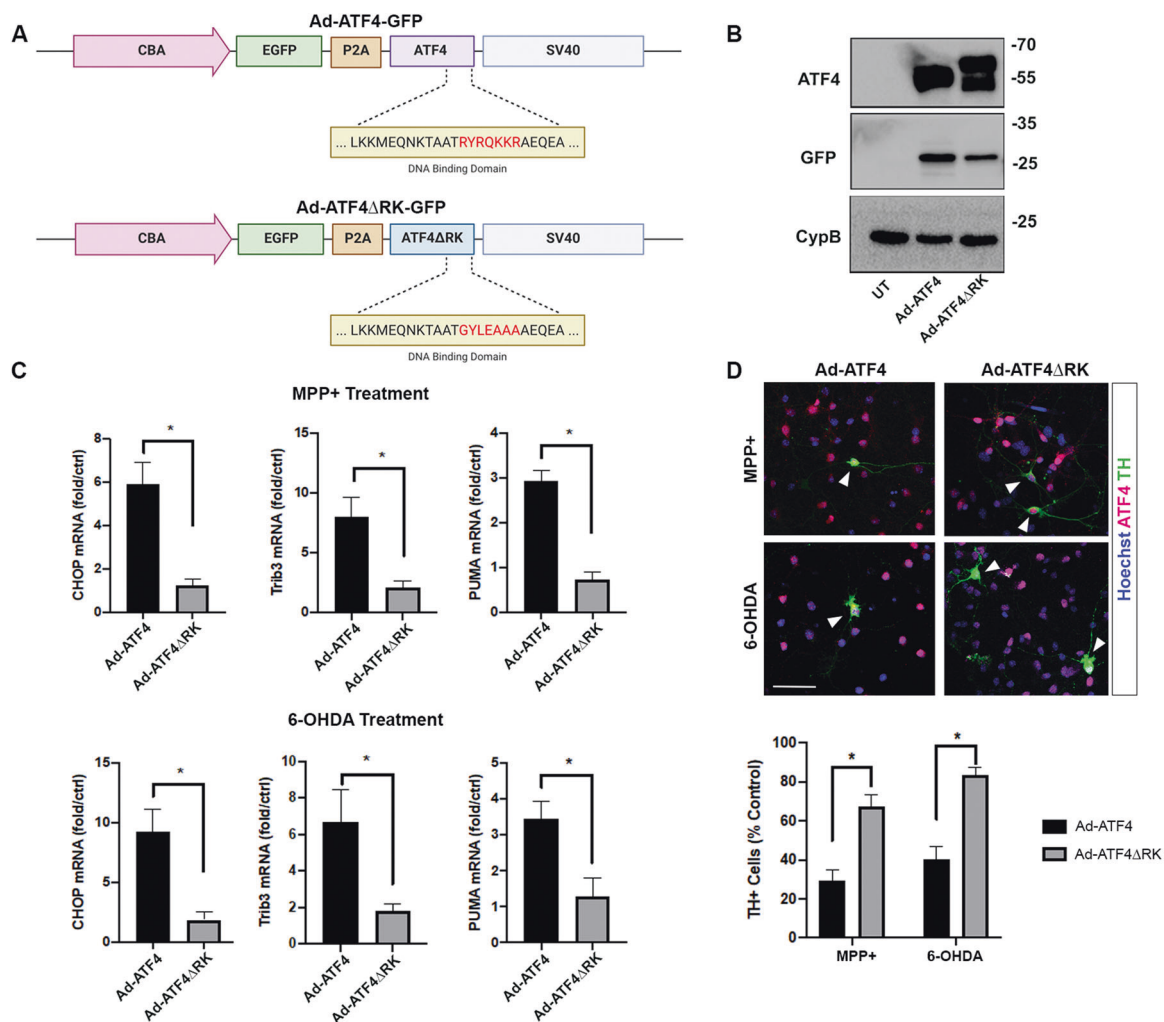 A
Ad-ATF4-GFP
CBA
EGFP
P2A
ATF4
SV40
... LKKMEQNKTAATRYRQKKRAEQEA ...
DNA Binding Domain
Ad-ATF4ΔRK-GFP
CBA
EGFP
P2A
ATF4ΔRK
SV40
... LKKMEQNKTAATGYLEAAAAEQEA ...
DNA Binding Domain
B
ATF4
-70
-55
GFP
-35
-25
CypB
-25
UT
Ad-ATF4
Ad-ATF4ΔRK
C
MPP+ Treatment
CHOP mRNA (fold/ctrl)
8
6
4
2
0
*
Ad-ATF4
Ad-ATF4ΔRK
Trib3 mRNA (fold/ctrl)
15
10
5
0
*
Ad-ATF4
Ad-ATF4ΔRK
PUMA mRNA (fold/ctrl)
4
3
2
1
0
*
Ad-ATF4
Ad-ATF4ΔRK
6-OHDA Treatment
CHOP mRNA (fold/ctrl)
15
10
5
0
*
Ad-ATF4
Ad-ATF4ΔRK
Trib3 mRNA (fold/ctrl)
10
8
6
4
2
0
*
Ad-ATF4
Ad-ATF4ΔRK
PUMA mRNA (fold/ctrl)
5
4
3
2
1
0
*
Ad-ATF4
Ad-ATF4ΔRK
D
Ad-ATF4
Ad-ATF4ΔRK
MPP+
6-OHDA
Hoechst ATF4 TH
TH+ Cells (% Control)
100
80
60
40
20
0
*
*
MPP+
6-OHDA
Ad-ATF4
Ad-ATF4ΔRK